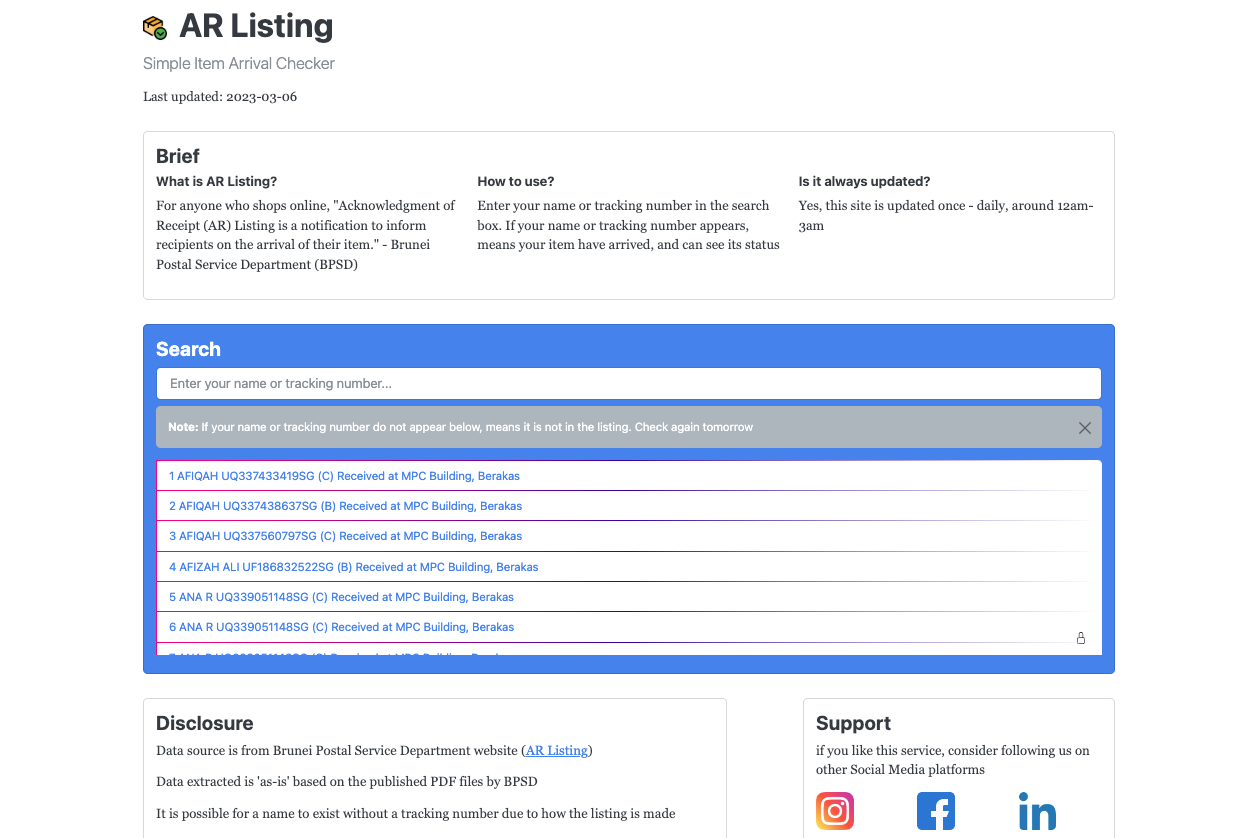 AR Listing
Simple Item Arrival Checker
Last updated: 2023-03-06
Brief
What is AR Listing?
For anyone who shops online, "Acknowledgment of
Receipt (AR) Listing is a notification to inform
recipients on the arrival of their item." - Brunei
Postal Service Department (BPSD)
How to use?
Enter your name or tracking number in the search
box. If your name or tracking number appears,
means your item have arrived, and can see its status
Is it always updated?
Yes, this site is updated once - daily, around 12am-
3am
Search
Enter your name or tracking number...
Note: If your name or tracking number do not appear below, means it is not in the listing. Check again tomorrow
1 AFIQAH UQ337433419SG (C) Received at MPC Building, Berakas
2 AFIQAH UQ337438637SG (B) Received at MPC Building, Berakas
3 AFIQAH UQ337560797SG (C) Received at MPC Building, Berakas
4 AFIZAH ALI UF186832522SG (B) Received at MPC Building, Berakas
5 ANA R UQ339051148SG (C) Received at MPC Building, Berakas
6 ANA R UQ339051148SG (C) Received at MPC Building, Berakas
Disclosure
Data source is from Brunei Postal Service Department website (AR Listing)
Data extracted is 'as-is' based on the published PDF files by BPSD
It is possible for a name to exist without a tracking number due to how the listing is made
Support
if you like this service, consider following us on
other Social Media platforms